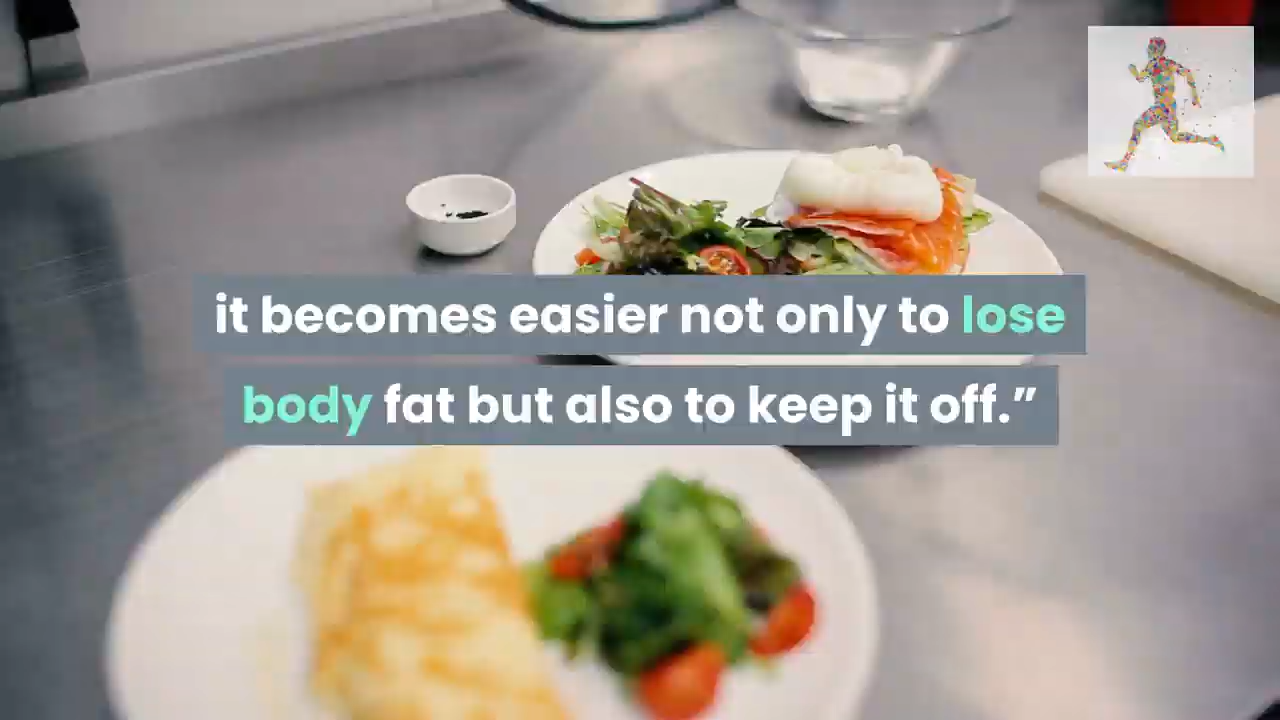 it becomes easier not only to lose
body fat but also to keep it off.”